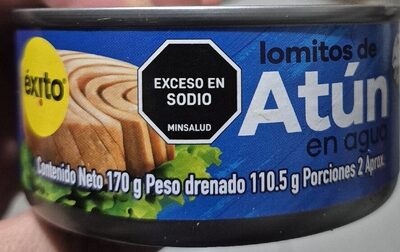 éxito
EXCESO EN
SODIO
MINSALUD
lomitos de
Atún
en agua
Contenido Neto 170 g Peso drenado 110.5 g Porciones 2 Aprox.